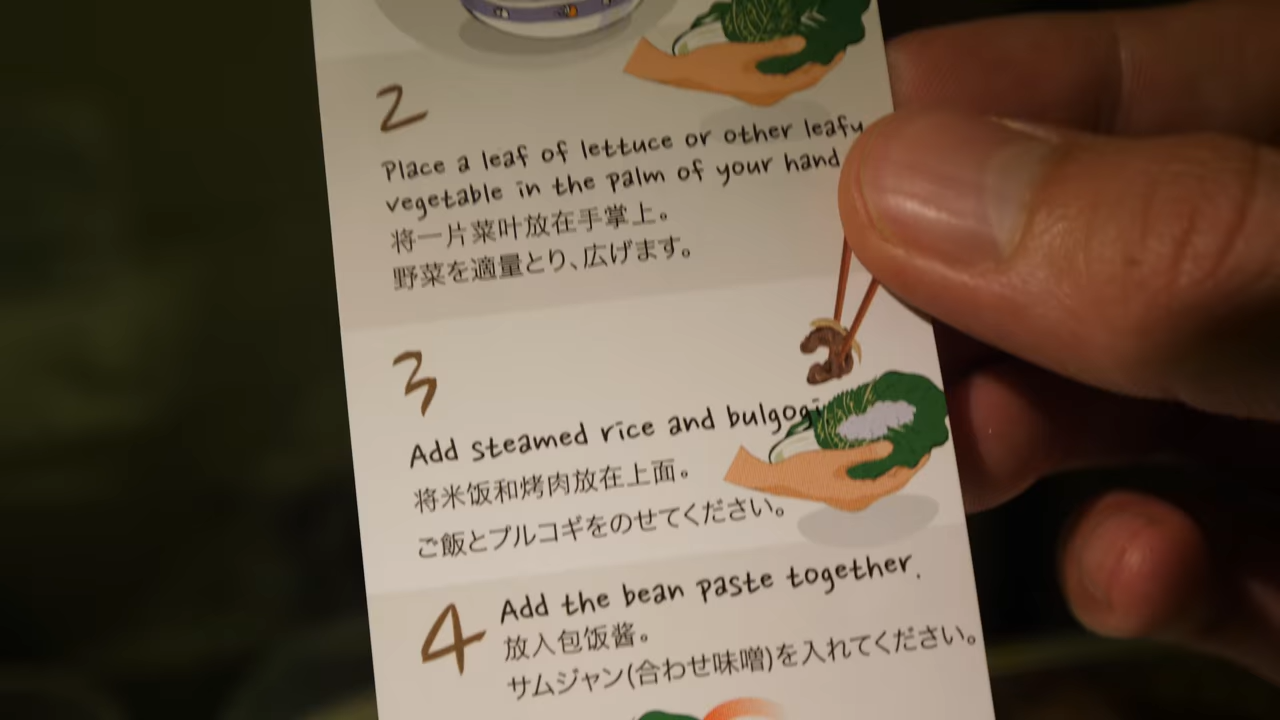 2
Place a leaf of lettuce or other leafy
vegetable in the palm of your hand
将一片菜叶放在手掌上。
野菜を適量とり、広げます。
3
Add steamed rice and bulgogi
将米饭和烤肉放在上面。
ご飯とプルコギをのせてください。
4
Add the bean paste together.
放入包饭酱。
サムジャン(合わせ味噌)を入れてください。